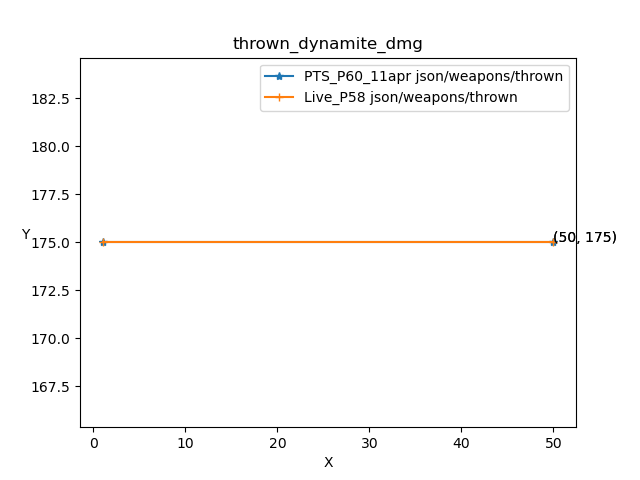 thrown_dynamite_dmg
PTS_P60_11apr json/weapons/thrown
Live_P58 json/weapons/thrown
182.5
180.0
177.5
Y
175.0
(50, 175)
172.5
170.0
167.5
0
10
20
30
40
50
X